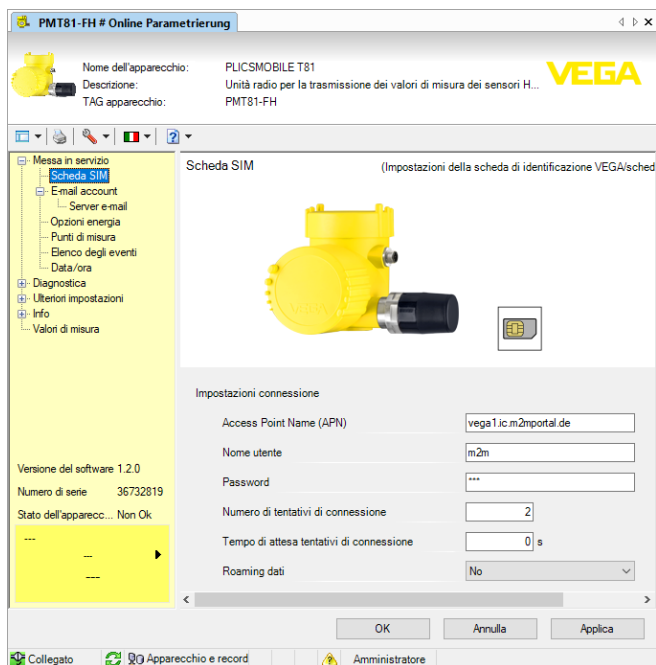 PMT81-FH # Online Parametrierung
Nome dell'apparecchio: PLICSMOBILE T81
Descrizione: Unità radio per la trasmissione dei valori di misura dei sensori H...
TAG apparecchio: PMT81-FH
VEGA
Messa in servizio
Scheda SIM
E-mail account
Server e-mail
Opzioni energia
Punti di misura
Elenco degli eventi
Data/ora
Diagnostica
Ulteriori impostazioni
Info
Valori di misura
Versione del software 1.2.0
Numero di serie 36732819
Stato dell'apparecc... Non Ok
---
---
---
Scheda SIM (Impostazioni della scheda di identificazione VEGA/sched
VEGA
Impostazioni connessione
Access Point Name (APN) vega1.ic.m2mportal.de
Nome utente m2m
Password ***
Numero di tentativi di connessione 2
Tempo di attesa tentativi di connessione 0 s
Roaming dati No
OK Annulla Applica
Collegato Apparecchio e record Amministratore